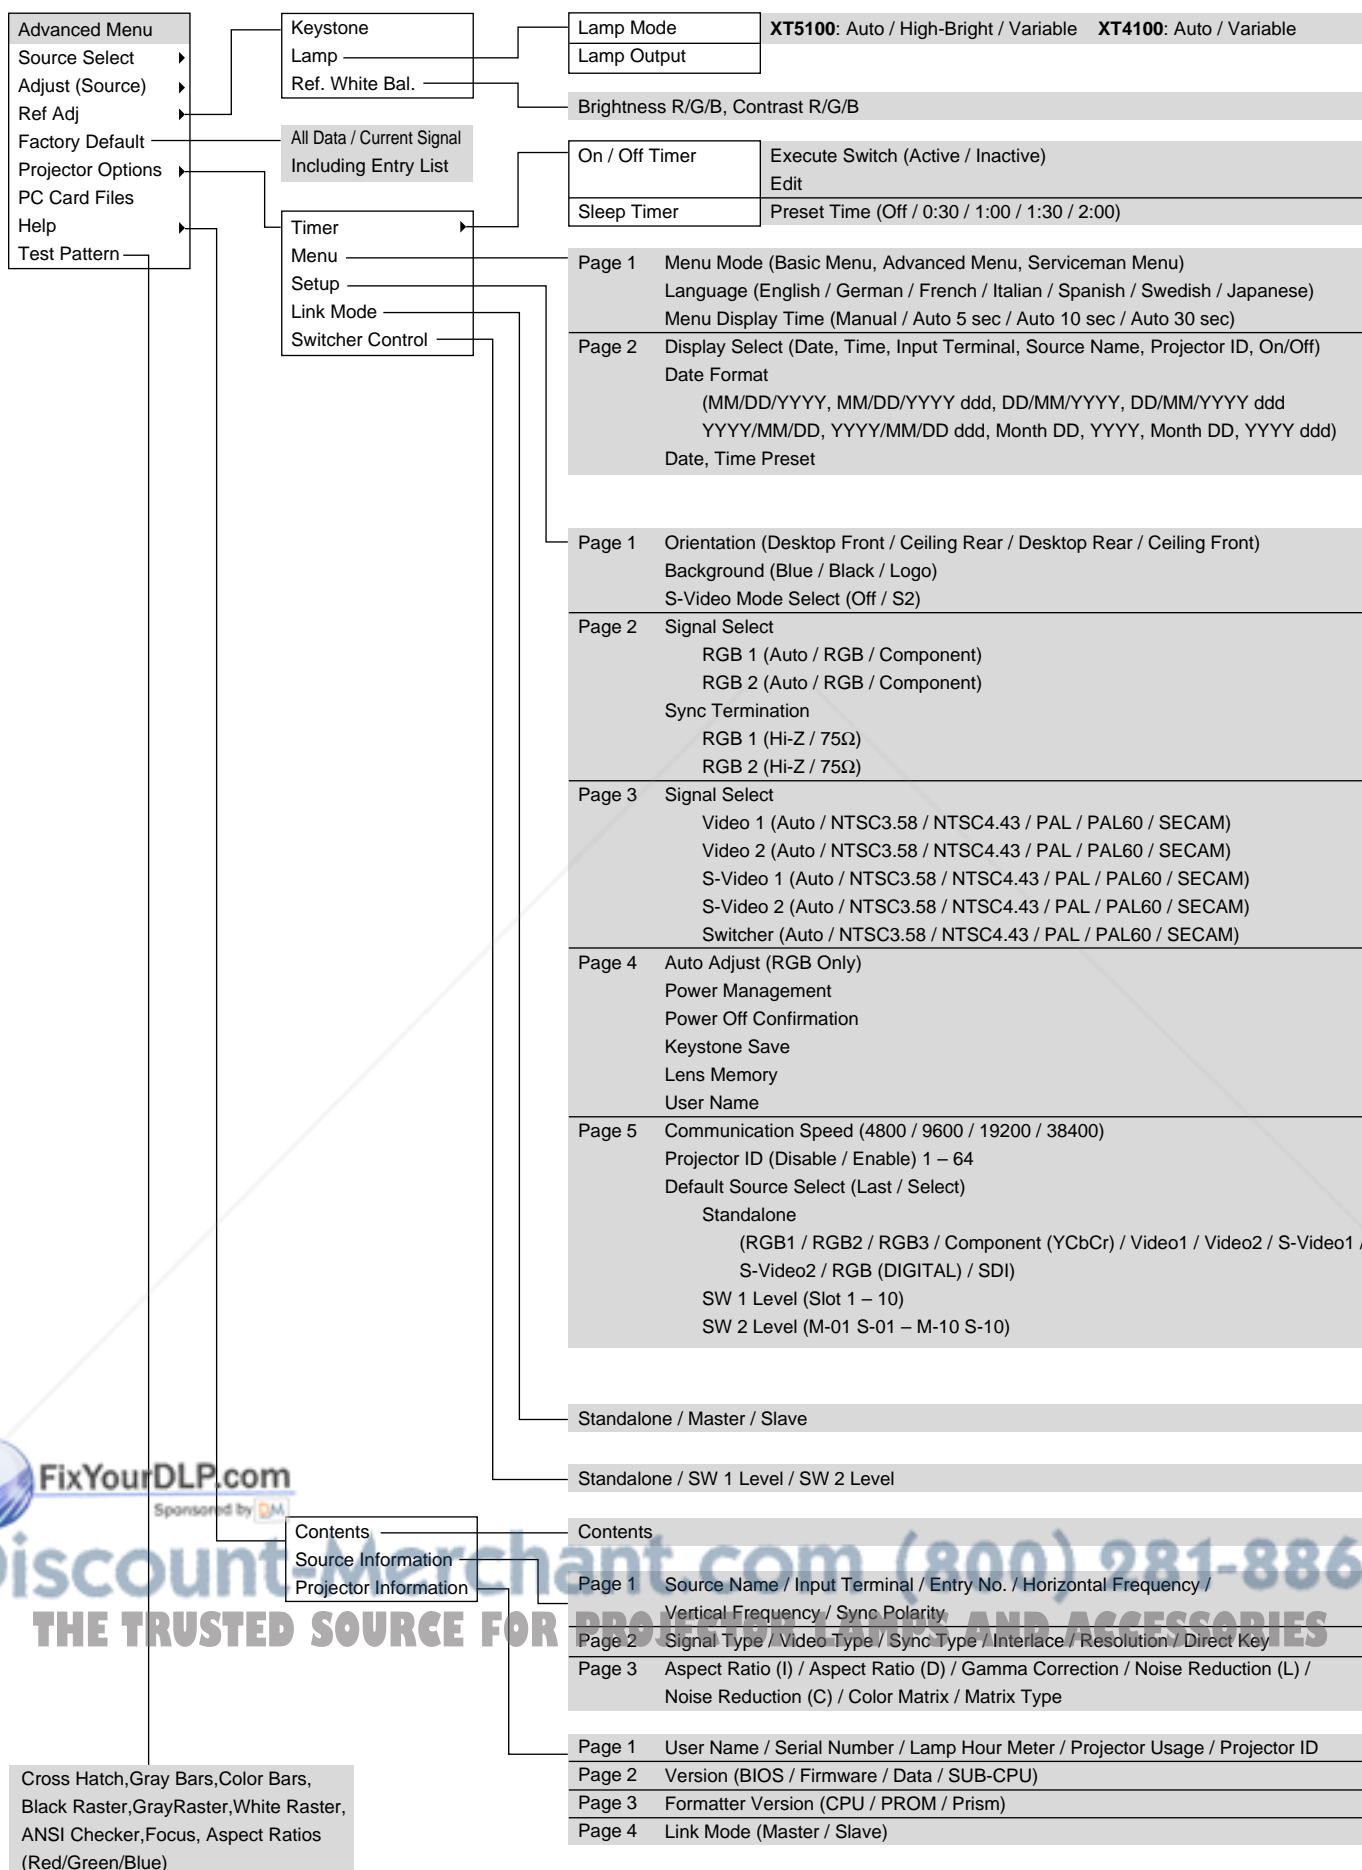 Advanced Menu
Source Select
Adjust (Source)
Ref Adj
Factory Default
Projector Options
PC Card Files
Help
Test Pattern
Keystone
Lamp
Ref. White Bal.
All Data / Current Signal
Including Entry List
Timer
Menu
Setup
Link Mode
Switcher Control
Lamp Mode XT5100: Auto / High-Bright / Variable XT4100: Auto / Variable
Lamp Output
Brightness R/G/B, Contrast R/G/B
On / Off Timer Execute Switch (Active / Inactive)
Edit
Sleep Timer Preset Time (Off / 0:30 / 1:00 / 1:30 / 2:00)
Page 1 Menu Mode (Basic Menu, Advanced Menu, Serviceman Menu)
Language (English / German / French / Italian / Spanish / Swedish / Japanese)
Menu Display Time (Manual / Auto 5 sec / Auto 10 sec / Auto 30 sec)
Page 2 Display Select (Date, Time, Input Terminal, Source Name, Projector ID, On/Off)
Date Format
(MM/DD/YYYY, MM/DD/YYYY ddd, DD/MM/YYYY, DD/MM/YYYY ddd
YYYY/MM/DD, YYYY/MM/DD ddd, Month DD, YYYY, Month DD, YYYY ddd)
Date, Time Preset
Page 1 Orientation (Desktop Front / Ceiling Rear / Desktop Rear / Ceiling Front)
Background (Blue / Black / Logo)
S-Video Mode Select (Off / S2)
Page 2 Signal Select
RGB 1 (Auto / RGB / Component)
RGB 2 (Auto / RGB / Component)
Sync Termination
RGB 1 (Hi-Z / 75Ω)
RGB 2 (Hi-Z / 75Ω)
Page 3 Signal Select
Video 1 (Auto / NTSC3.58 / NTSC4.43 / PAL / PAL60 / SECAM)
Video 2 (Auto / NTSC3.58 / NTSC4.43 / PAL / PAL60 / SECAM)
S-Video 1 (Auto / NTSC3.58 / NTSC4.43 / PAL / PAL60 / SECAM)
S-Video 2 (Auto / NTSC3.58 / NTSC4.43 / PAL / PAL60 / SECAM)
Switcher (Auto / NTSC3.58 / NTSC4.43 / PAL / PAL60 / SECAM)
Page 4 Auto Adjust (RGB Only)
Power Management
Power Off Confirmation
Keystone Save
Lens Memory
User Name
Page 5 Communication Speed (4800 / 9600 / 19200 / 38400)
Projector ID (Disable / Enable) 1 – 64
Default Source Select (Last / Select)
Standalone
(RGB1 / RGB2 / RGB3 / Component (YCbCr) / Video1 / Video2 / S-Video1 /
S-Video2 / RGB (DIGITAL) / SDI)
SW 1 Level (Slot 1 – 10)
SW 2 Level (M-01 S-01 – M-10 S-10)
Standalone / Master / Slave
Standalone / SW 1 Level / SW 2 Level
FixYourDLP.com
Sponsored by DM
Discount-Merchant.com (800) 281-886
THE TRUSTED SOURCE FOR PROJECTOR LAMPS AND ACCESSORIES
Contents
Source Information
Projector Information
Contents
Page 1 Source Name / Input Terminal / Entry No. / Horizontal Frequency /
Vertical Frequency / Sync Polarity
Page 2 Signal Type / Video Type / Sync Type / Interlace / Resolution / Direct Key
Page 3 Aspect Ratio (I) / Aspect Ratio (D) / Gamma Correction / Noise Reduction (L) /
Noise Reduction (C) / Color Matrix / Matrix Type
Page 1 User Name / Serial Number / Lamp Hour Meter / Projector Usage / Projector ID
Page 2 Version (BIOS / Firmware / Data / SUB-CPU)
Page 3 Formatter Version (CPU / PROM / Prism)
Page 4 Link Mode (Master / Slave)
Cross Hatch,Gray Bars,Color Bars,
Black Raster,GrayRaster,White Raster,
ANSI Checker,Focus, Aspect Ratios
(Red/Green/Blue)